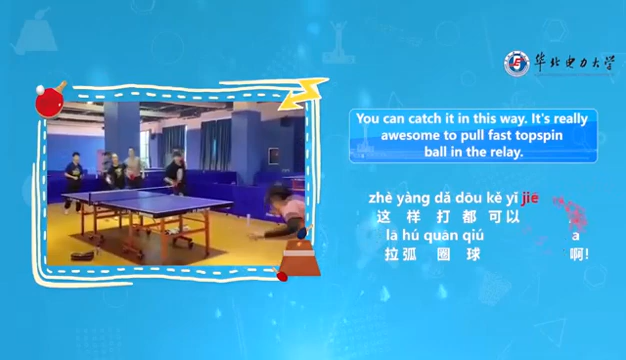 华北电力大学
You can catch it in this way. It's really
awesome to pull fast topspin
ball in the relay.
zhè yàng dǎ dōu kě yǐ jiē
这 样 打 都 可以
lā hú quān qiú a
拉弧 圈 球 啊!